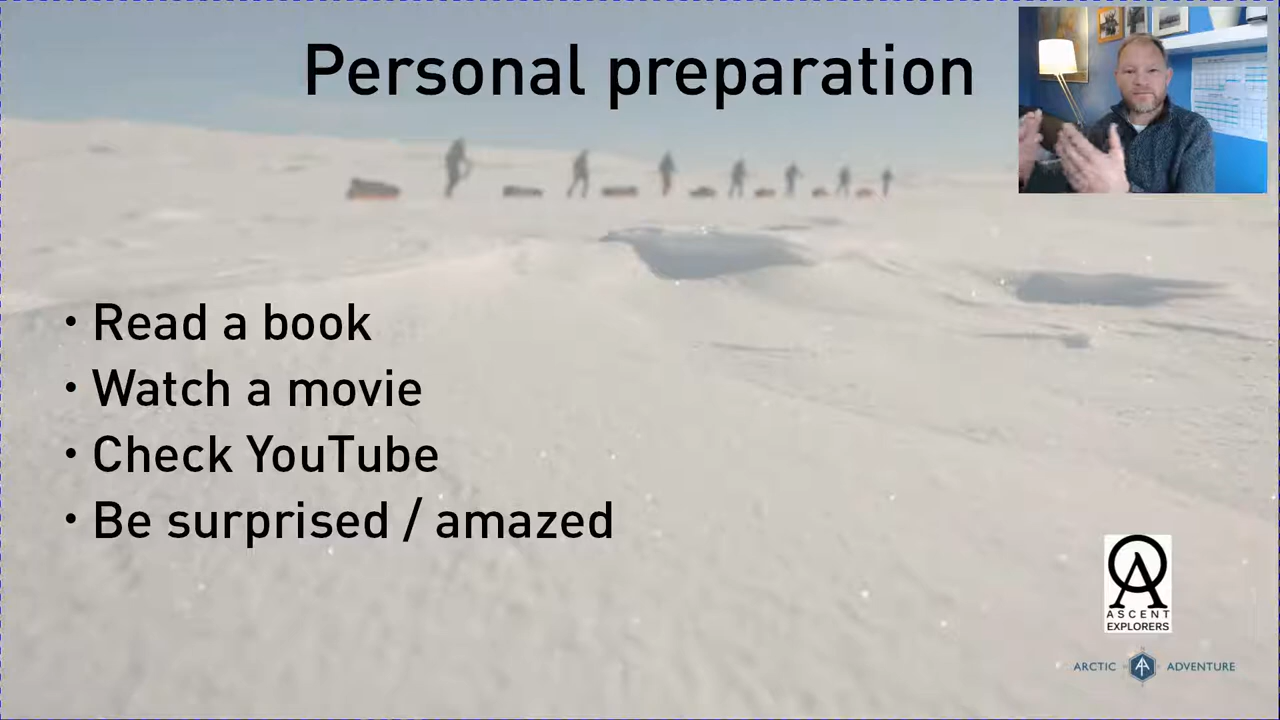 Personal preparation
• Read a book
• Watch a movie
• Check YouTube
• Be surprised / amazed
ASCENT
EXPLORERS
ARCTIC ADVENTURE